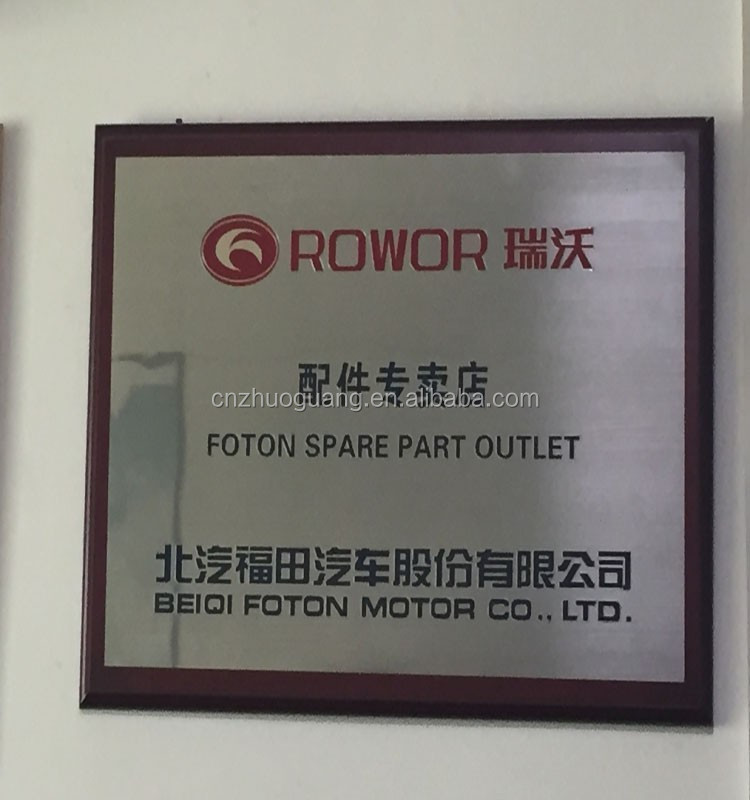 ROWOR 瑞沃
配件专卖店
cnzhuoguang.en.alibaba.com
FOTON SPARE PART OUTLET
北汽福田汽车股份有限公司
BEIQI FOTON MOTOR CO., LTD.